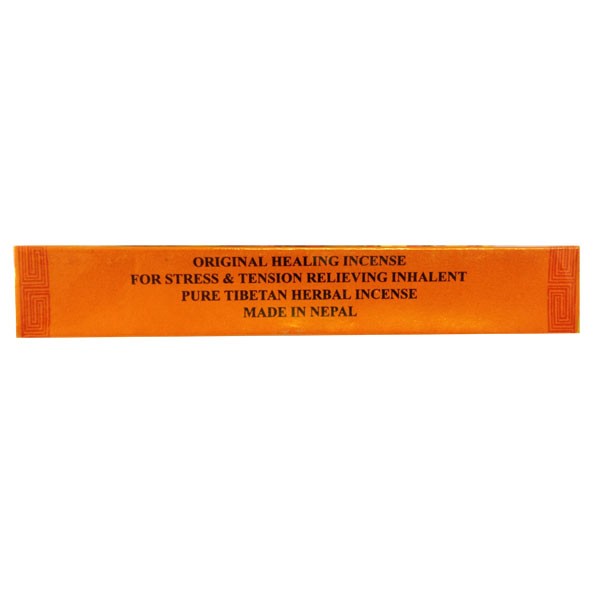 ORIGINAL HEALING INCENSE
FOR STRESS & TENSION RELIEVING INHALENT
PURE TIBETAN HERBAL INCENSE
MADE IN NEPAL